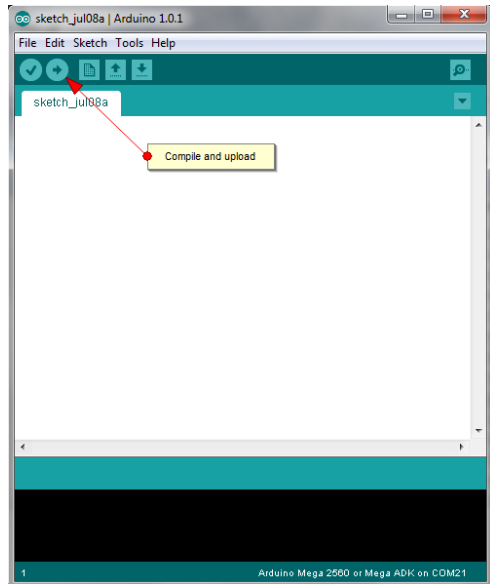 sketch_jul08a | Arduino 1.0.1
File Edit Sketch Tools Help
sketch_jul08a
Compile and upload
1
Arduino Mega 2560 or Mega ADK on COM21